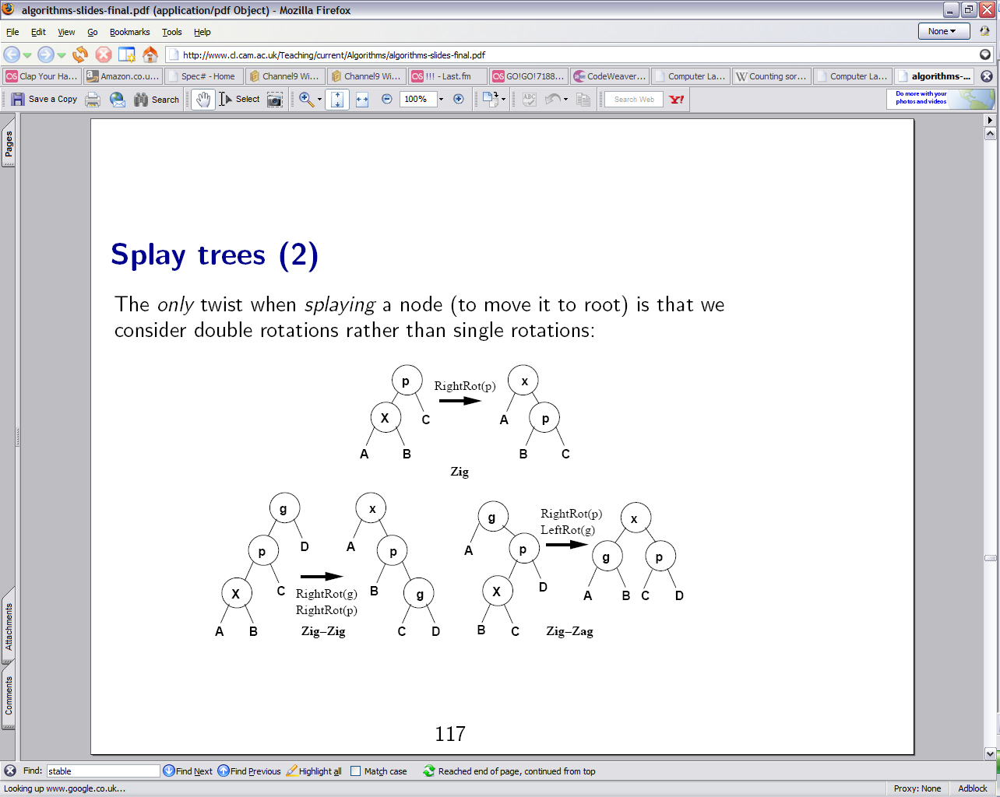 algorithms-slides-final.pdf (application/pdf Object) - Mozilla Firefox
File Edit View Go Bookmarks Tools Help
None
http://www.cl.cam.ac.uk/Teaching/current/Algorithms/algorithms-slides-final.pdf
Clap Your Ha... Amazon.co.u... Spec# - Home Channel9 Wi... Channel9 Wi... !!! - Last.fm GO!GO!7188... CodeWeaver... Computer La... Counting sor... Computer La... algorithms-...
Save a Copy Search Select 100% Search Web Y!
Do more with your
photos and videos
Pages
Attachments
Comments
Splay trees (2)
The only twist when splaying a node (to move it to root) is that we
consider double rotations rather than single rotations:
p RightRot(p) x
X C A p
A B B C
Zig
g x g RightRot(p) x
LeftRot(g)
p D A p A p g p
X C RightRot(g) B g X D A B C D
RightRot(p)
A B Zig–Zig C D B C Zig–Zag
117
Find: stable Find Next Find Previous Highlight all Match case Reached end of page, continued from top
Looking up www.google.co.uk... Proxy: None Adblock